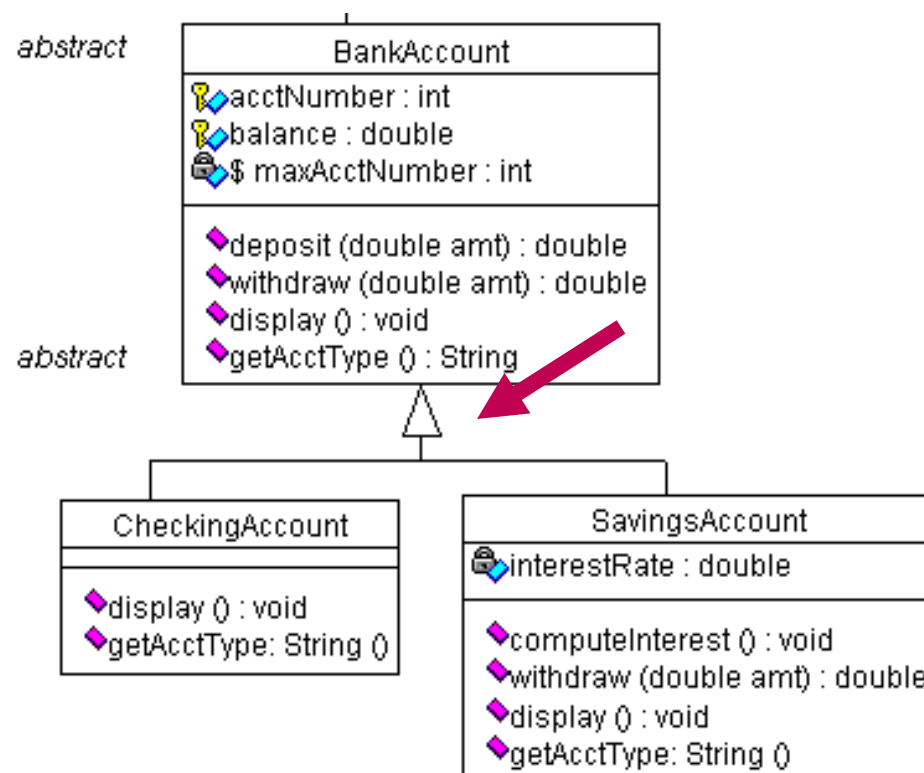 abstract
BankAccount
acctNumber : int
balance : double
$ maxAcctNumber : int
deposit (double amt) : double
withdraw (double amt) : double
display () : void
abstract
getAcctType () : String
CheckingAccount
display () : void
getAcctType: String ()
SavingsAccount
interestRate : double
computeInterest () : void
withdraw (double amt) : double
display () : void
getAcctType: String ()